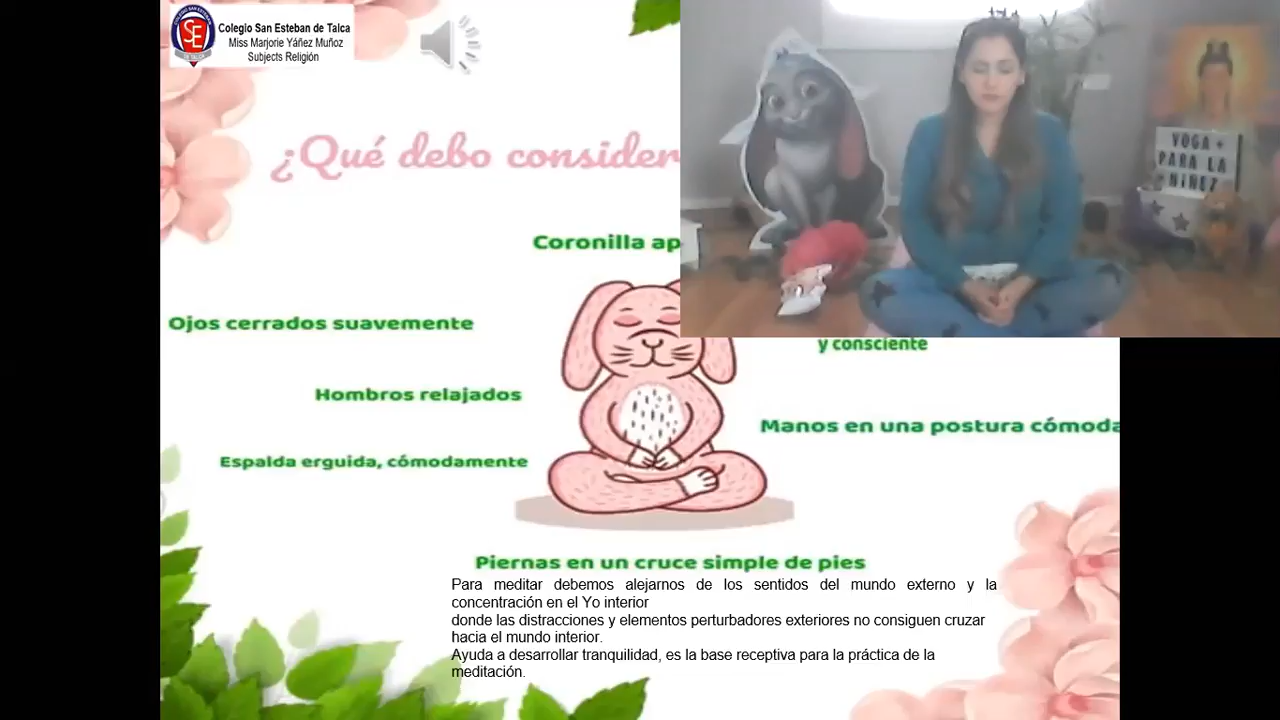 Colegio San Esteban de Talca
Miss Marjorie Yáñez Muñoz
Subjects Religión
¿Qué debo consider
Coronilla ap
YOGA +
PARA LA
NIÑEZ
Ojos cerrados suavemente
y consciente
Hombros relajados
Manos en una postura cómoda
Espalda erguida, cómodamente
Piernas en un cruce simple de pies
Para meditar debemos alejarnos de los sentidos del mundo externo y la
concentración en el Yo interior
donde las distracciones y elementos perturbadores exteriores no consiguen cruzar
hacia el mundo interior.
Ayuda a desarrollar tranquilidad, es la base receptiva para la práctica de la
meditación.